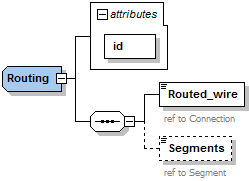 attributes
id
Routing
Routed_wire
ref to Connection
Segments
ref to Segment